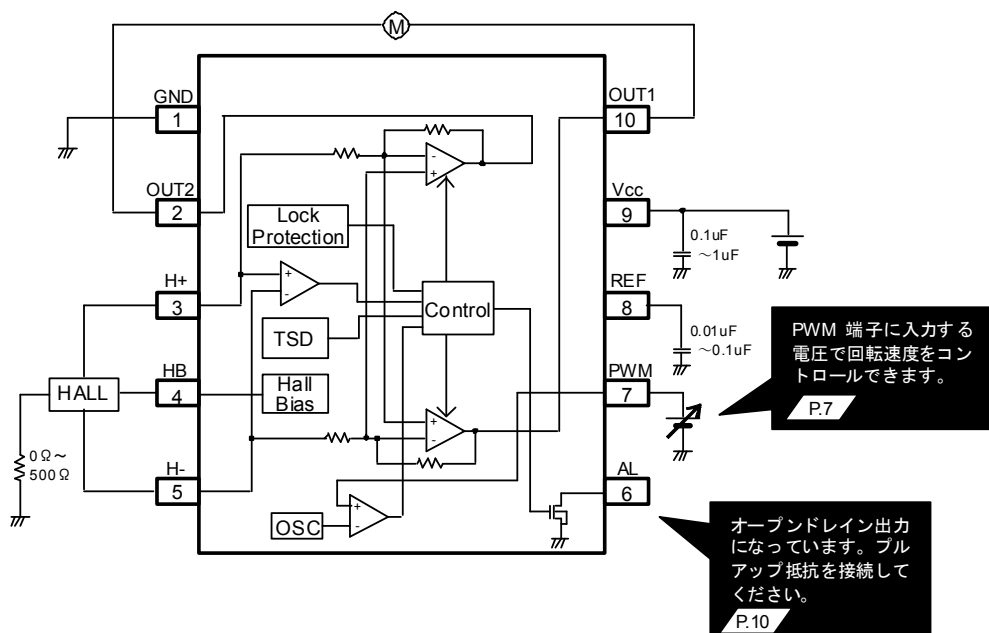 M
GND
1
OUT1
10
OUT2
2
Vcc
9
Lock
Protection
0.1uF
～1uF
H+
3
REF
8
Control
TSD
0.01uF
～0.1uF
PWM 端子に入力する
電圧で回転速度をコン
トロールできます。
P.7
HALL
HB
4
Hall
Bias
PWM
7
0Ω～
500Ω
H-
5
AL
6
OSC
オープンドレイン出力
になっています。プル
アップ抵抗を接続して
ください。
P.10
-
+
+
-
+
-
+
-